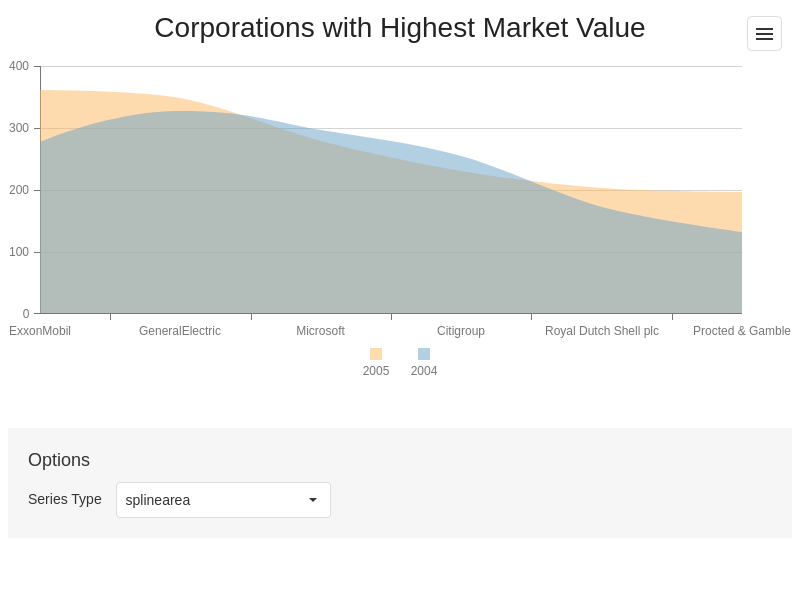 Corporations with Highest Market Value
400
300
200
100
0
ExxonMobil GeneralElectric Microsoft Citigroup Royal Dutch Shell plc Procted & Gamble
2005 2004
Options
Series Type splinearea